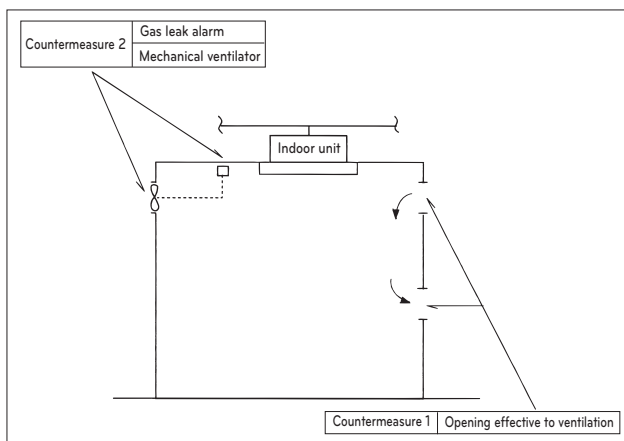 Countermeasure 2
Gas leak alarm
Mechanical ventilator
Indoor unit
Countermeasure 1
Opening effective to ventilation